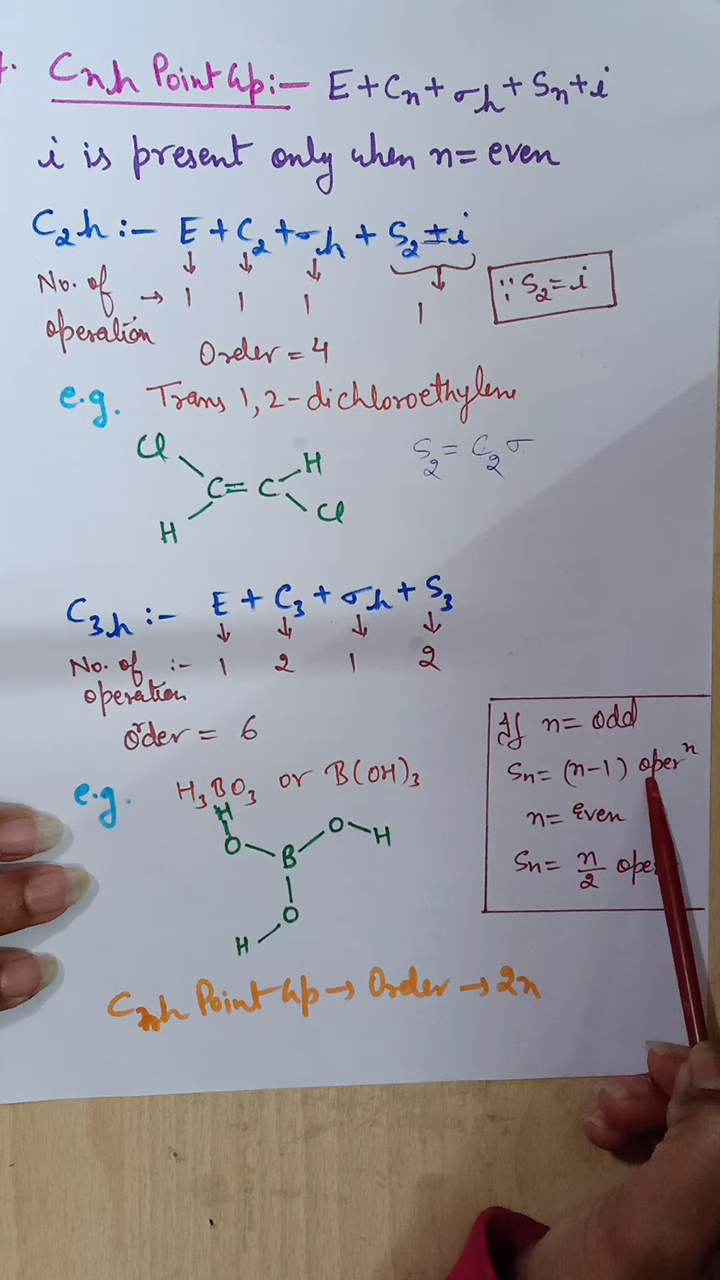 Cnh Point Gp:- E + Cn + σh + Sn + i
i is present only when n = even
C2h :- E + C2 + σh + S2 + i
↓ ↓ ↓ ↓
No. of operation → 1 1 1 1
∵ S2 = i
Order = 4
e.g. Trans 1,2-dichloroethylene
S2 = C2 σ
Cl H
C = C
H Cl
C3h :- E + C3 + σh + S3
↓ ↓ ↓ ↓
No. of operation :- 1 2 1 2
order = 6
e.g. H3BO3 or B(OH)3
H
O B O H
O
H
If n = odd
Sn = (n-1) operⁿ
n = Even
Sn = n/2 ope
Cnh Point Gp → Order → 2n